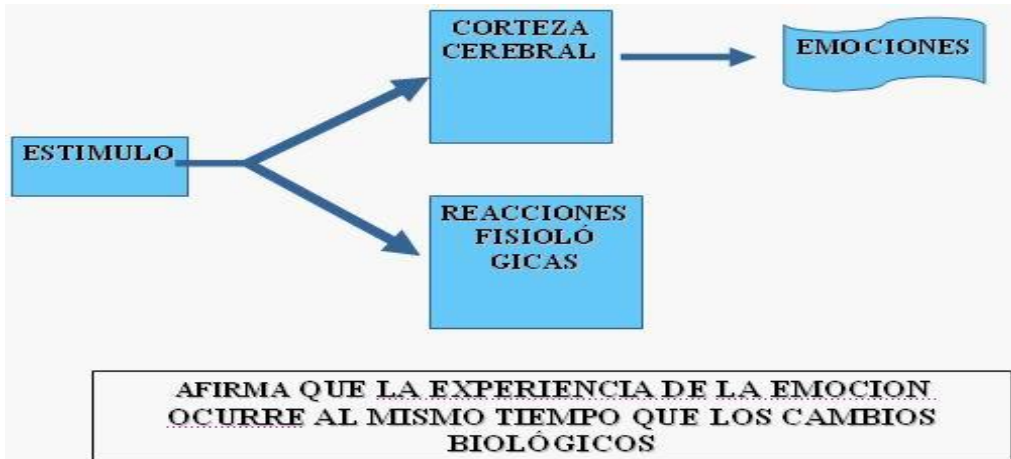 CORTEZA
CEREBRAL
EMOCIONES
ESTIMULO
REACCIONES
FISIOLÓ
GICAS
AFIRMA QUE LA EXPERIENCIA DE LA EMOCION
OCURRE AL MISMO TIEMPO QUE LOS CAMBIOS
BIOLÓGICOS